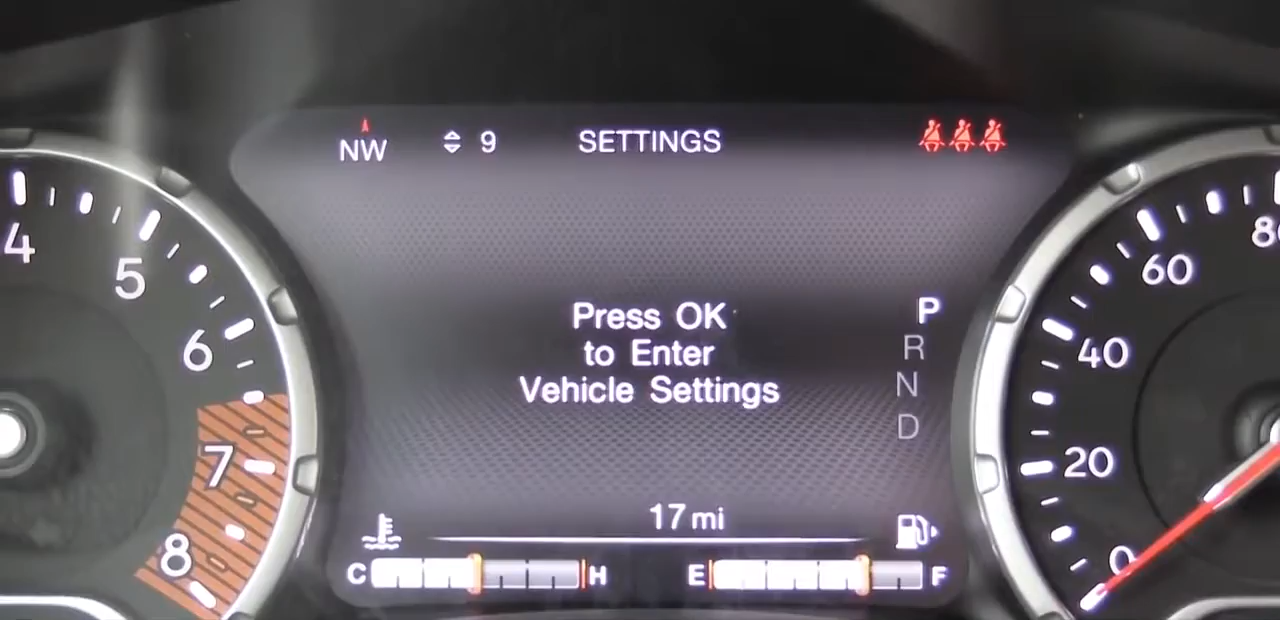 NW 9 SETTINGS
4
5
6
7
8
Press OK
to Enter
Vehicle Settings
P
R
N
D
17 mi
C H E F
80
60
40
20
0